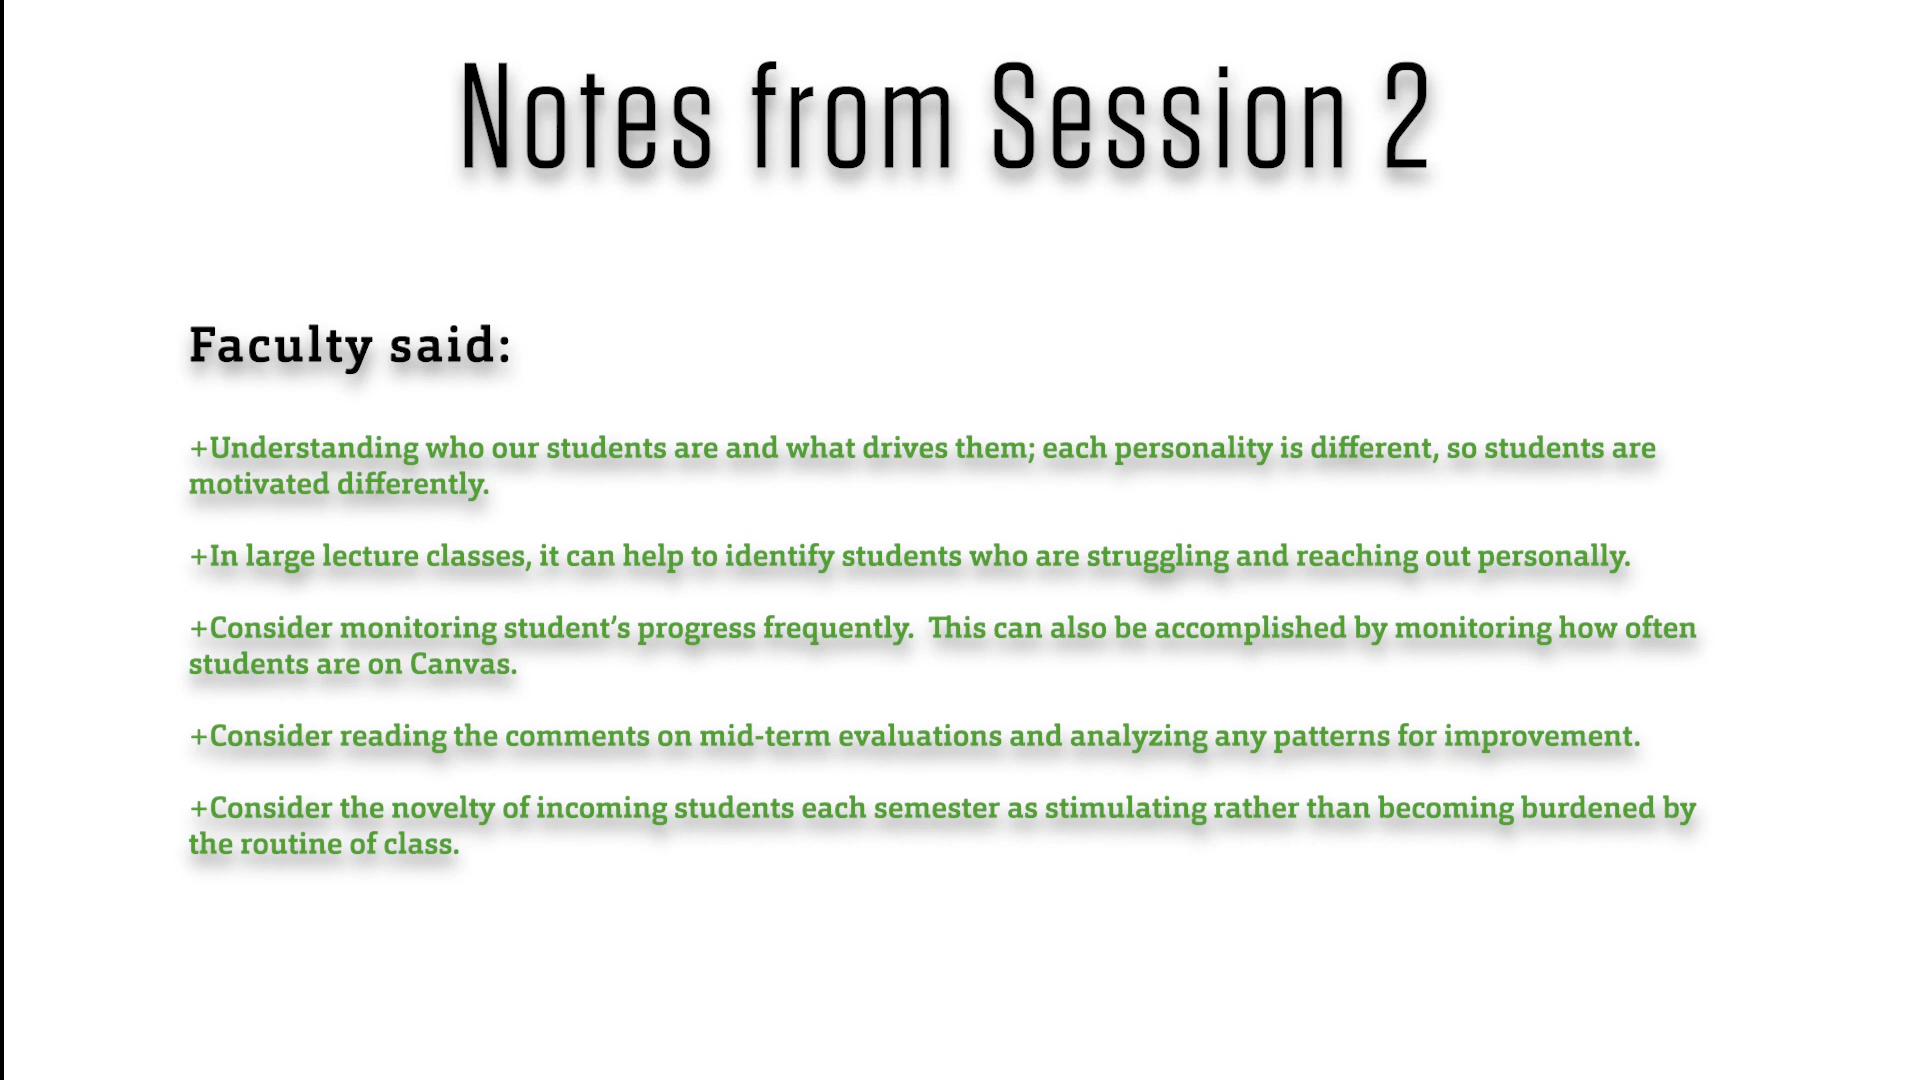 Notes from Session 2
Faculty said:
+Understanding who our students are and what drives them; each personality is different, so students are
motivated differently.
+In large lecture classes, it can help to identify students who are struggling and reaching out personally.
+Consider monitoring student’s progress frequently.  This can also be accomplished by monitoring how often
students are on Canvas.
+Consider reading the comments on mid-term evaluations and analyzing any patterns for improvement.
+Consider the novelty of incoming students each semester as stimulating rather than becoming burdened by
the routine of class.